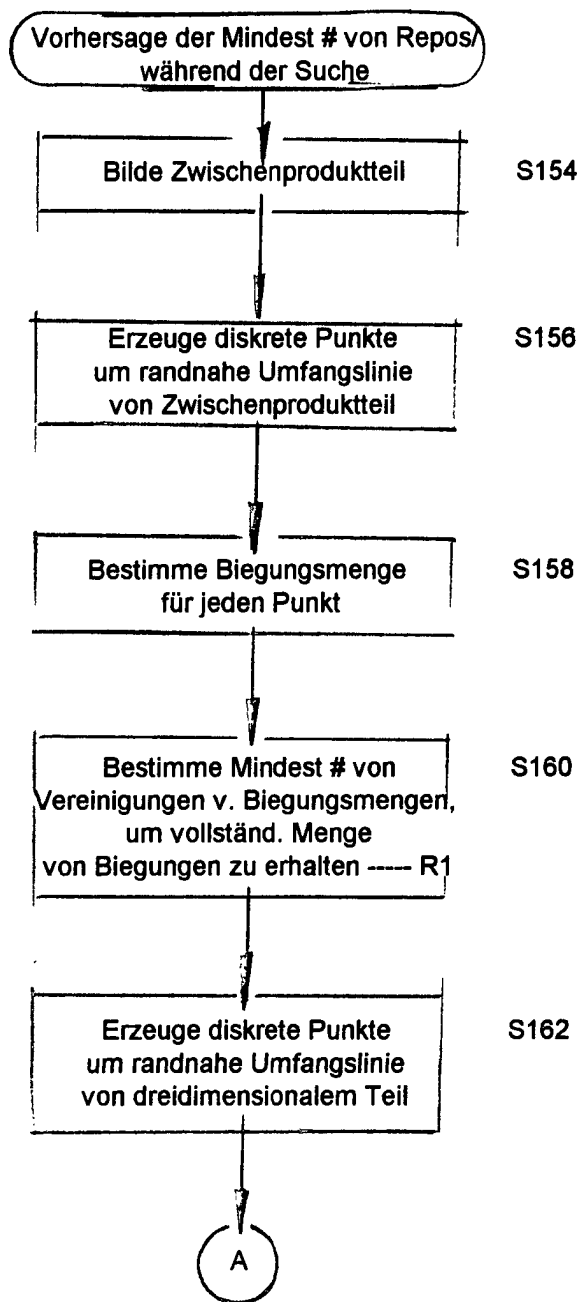 Vorhersage der Mindest # von Repos/
während der Suche
Bilde Zwischenproduktteil
S154
Erzeuge diskrete Punkte
um randnahe Umfangslinie
von Zwischenproduktteil
S156
Bestimme Biegungsmenge
für jeden Punkt
S158
Bestimme Mindest # von
Vereinigungen v. Biegungsmengen,
um vollständ. Menge
von Biegungen zu erhalten ----- R1
S160
Erzeuge diskrete Punkte
um randnahe Umfangslinie
von dreidimensionalem Teil
S162
A